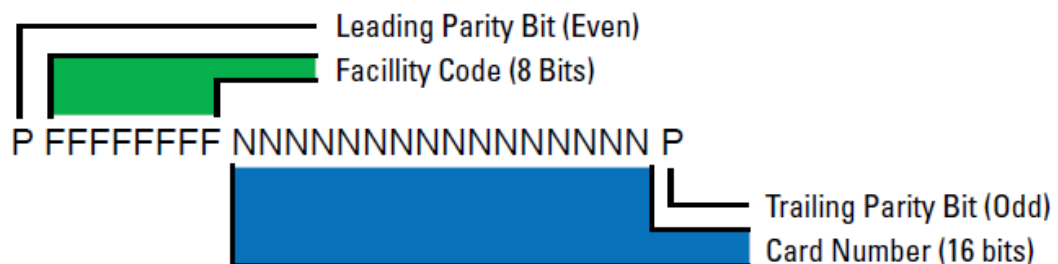 Leading Parity Bit (Even)
Facillity Code (8 Bits)
P FFFFFFFF NNNNNNNNNNNNNNNN P
Trailing Parity Bit (Odd)
Card Number (16 bits)